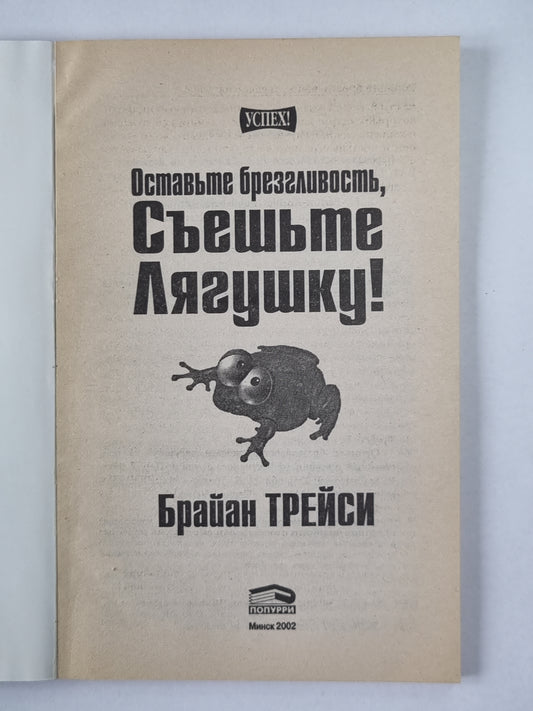 УСПЕХ!
Оставьте брезгливость,
Съешьте
Лягушку!
Брайан ТРЕЙСИ
ПОПУРРИ
Минск 2002